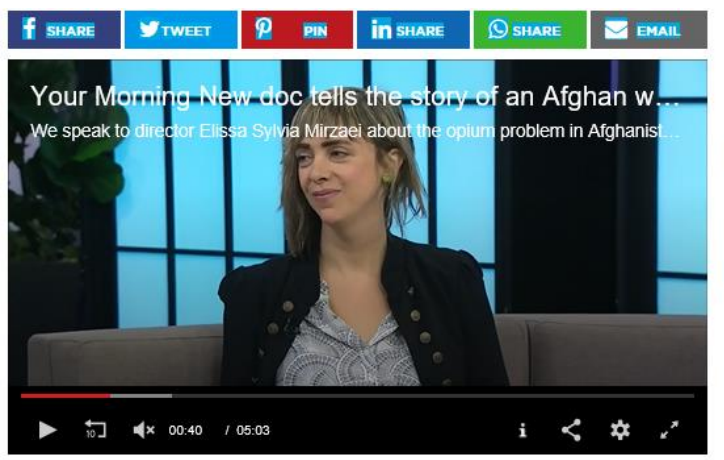 SHARE TWEET PIN SHARE SHARE EMAIL
Your Morning New doc tells the story of an Afghan w...
We speak to director Elissa Sylvia Mirzaei about the opium problem in Afghanist...
10 00:40 / 05:03